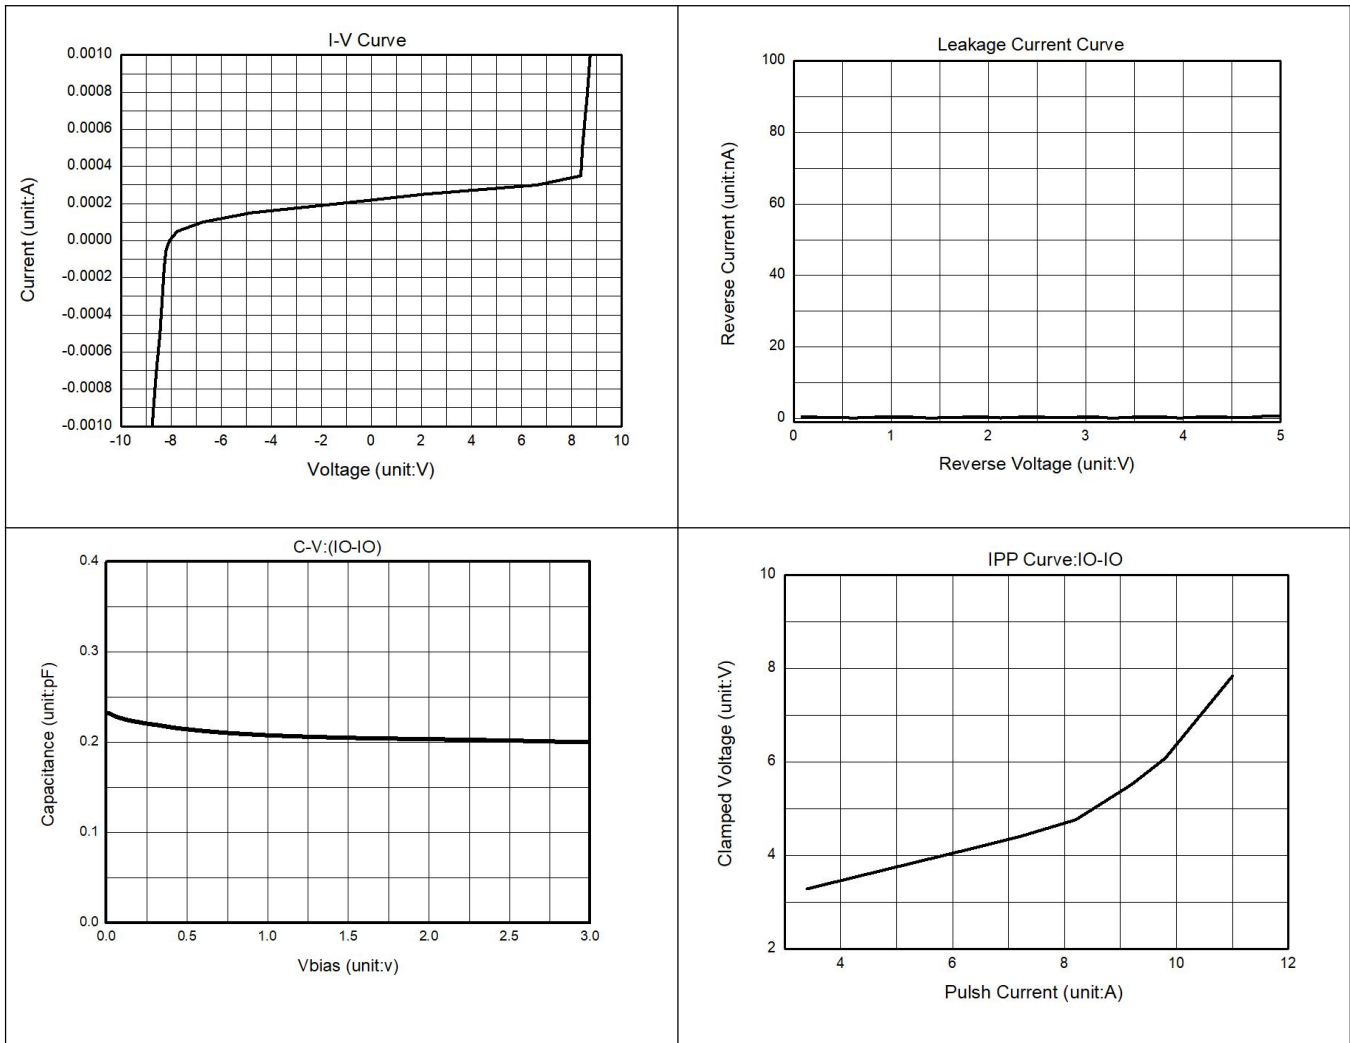 I-V Curve
0.0010
0.0008
0.0006
0.0004
0.0002
0.0000
-0.0002
-0.0004
-0.0006
-0.0008
-0.0010
Current (unit:A)
-10 -8 -6 -4 -2 0 2 4 6 8 10
Voltage (unit:V)
Leakage Current Curve
100
80
60
40
20
0
Reverse Current (unit:nA)
0 1 2 3 4 5
Reverse Voltage (unit:V)
C-V:(IO-IO)
0.4
0.3
0.2
0.1
0.0
Capacitance (unit:pF)
0.0 0.5 1.0 1.5 2.0 2.5 3.0
Vbias (unit:v)
IPP Curve:IO-IO
10
8
6
4
2
Clamped Voltage (unit:V)
4 6 8 10 12
Pulsh Current (unit:A)